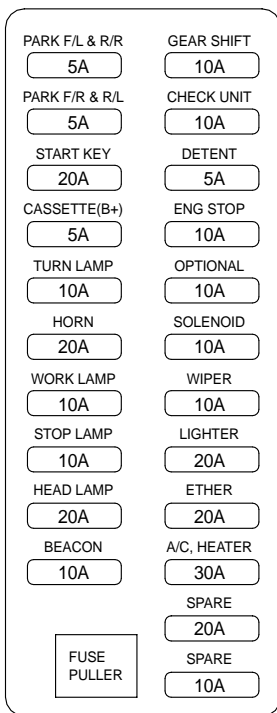 PARK F/L & R/R
5A
PARK F/R & R/L
5A
START KEY
20A
CASSETTE(B+)
5A
TURN LAMP
10A
HORN
20A
WORK LAMP
10A
STOP LAMP
10A
HEAD LAMP
20A
BEACON
10A
FUSE
PULLER
GEAR SHIFT
10A
CHECK UNIT
10A
DETENT
5A
ENG STOP
10A
OPTIONAL
10A
SOLENOID
10A
WIPER
10A
LIGHTER
20A
ETHER
20A
A/C, HEATER
30A
SPARE
20A
SPARE
10A